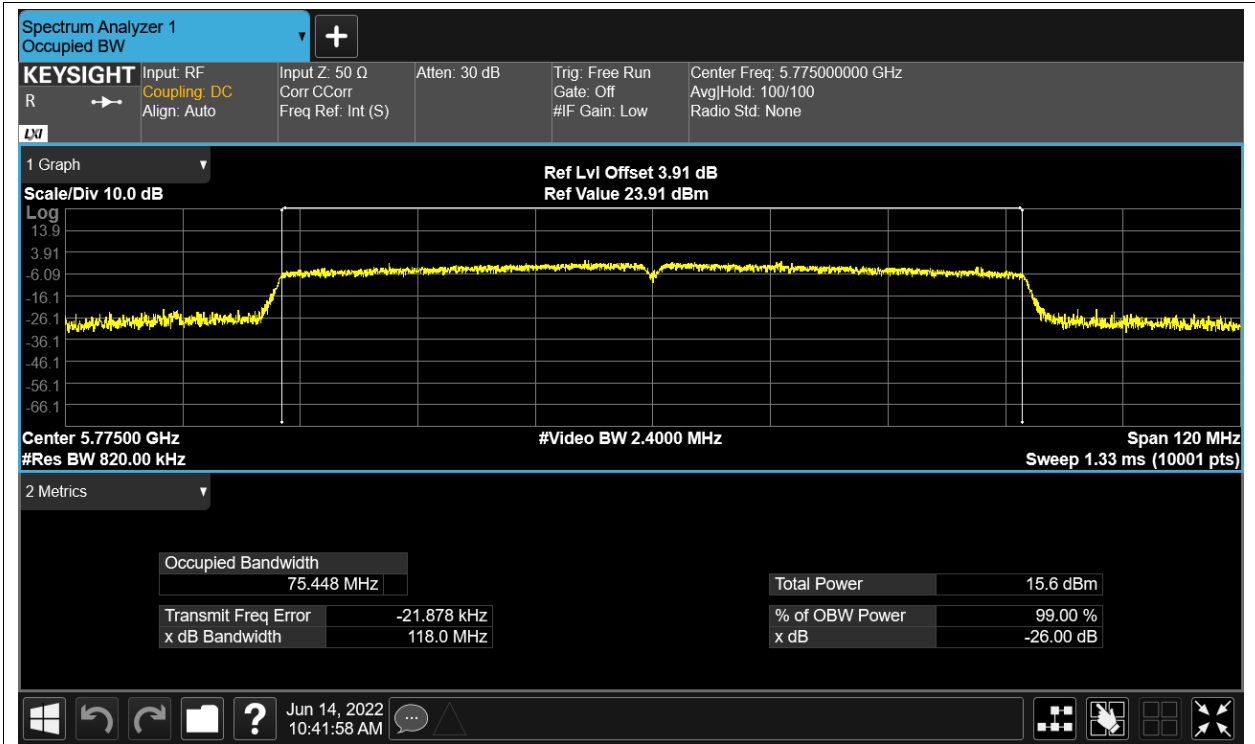 Spectrum Analyzer 1
Occupied BW
KEYSIGHT
R
LXI
Input: RF
Coupling: DC
Align: Auto
Input Z: 50 Ω
Corr CCorr
Freq Ref: Int (S)
Atten: 30 dB
Trig: Free Run
Gate: Off
#IF Gain: Low
Center Freq: 5.775000000 GHz
Avg|Hold: 100/100
Radio Std: None
1 Graph
Scale/Div 10.0 dB
Ref Lvl Offset 3.91 dB
Ref Value 23.91 dBm
Log
13.9
3.91
-6.09
-16.1
-26.1
-36.1
-46.1
-56.1
-66.1
Center 5.77500 GHz
#Video BW 2.4000 MHz
Span 120 MHz
#Res BW 820.00 kHz
Sweep 1.33 ms (10001 pts)
2 Metrics
Occupied Bandwidth
75.448 MHz
Total Power 15.6 dBm
Transmit Freq Error -21.878 kHz
% of OBW Power 99.00 %
x dB Bandwidth 118.0 MHz
x dB -26.00 dB
?
Jun 14, 2022
10:41:58 AM